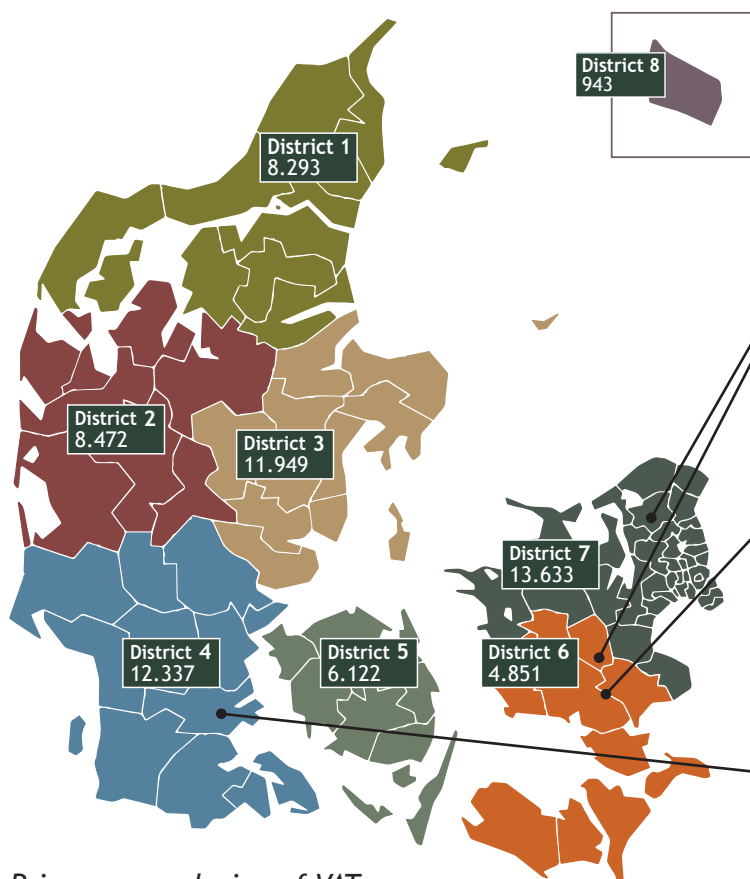 District 8
943
District 1
8.293
District 2
8.472
District 3
11.949
District 7
13.633
District 4
12.337
District 5
6.122
District 6
4.851